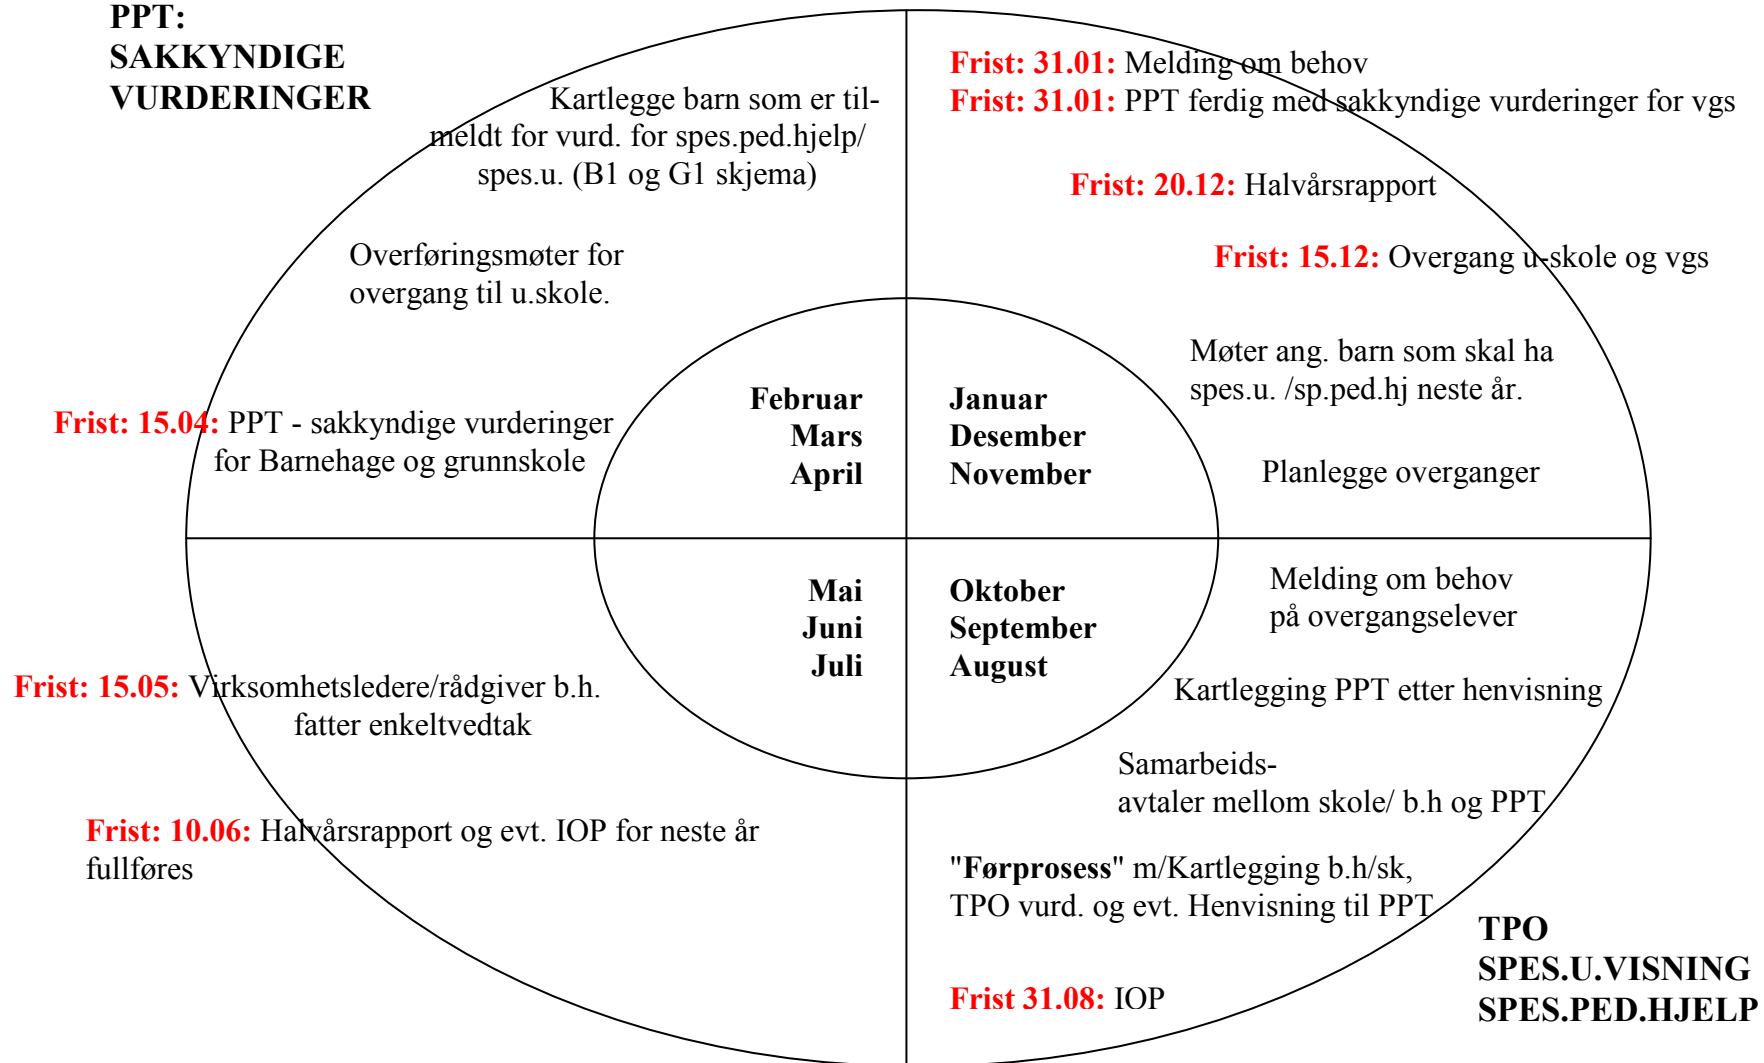 PPT:
SAKKYNDIGE
VURDERINGER
Kartlegge barn som er til-
meldt for vurd. for spes.ped.hjelp/
spes.u. (B1 og G1 skjema)
Overføringsmøter for
overgang til u.skole.
Frist: 15.04: PPT - sakkyndige vurderinger
for Barnehage og grunnskole
Frist: 31.01: Melding om behov
Frist: 31.01: PPT ferdig med sakkyndige vurderinger for vgs
Frist: 20.12: Halvårsrapport
Frist: 15.12: Overgang u-skole og vgs
Møter ang. barn som skal ha
spes.u. /sp.ped.hj neste år.
Planlegge overganger
Februar
Mars
April
Januar
Desember
November
Mai
Juni
Juli
Oktober
September
August
Frist: 15.05: Virksomhetsledere/rådgiver b.h.
fatter enkeltvedtak
Frist: 10.06: Halvårsrapport og evt. IOP for neste år
fullføres
Melding om behov
på overgangselever
Kartlegging PPT etter henvisning
Samarbeids-
avtaler mellom skole/ b.h og PPT
"Førprosess" m/Kartlegging b.h/sk,
TPO vurd. og evt. Henvisning til PPT
Frist 31.08: IOP
TPO
SPES.U.VISNING
SPES.PED.HJELP